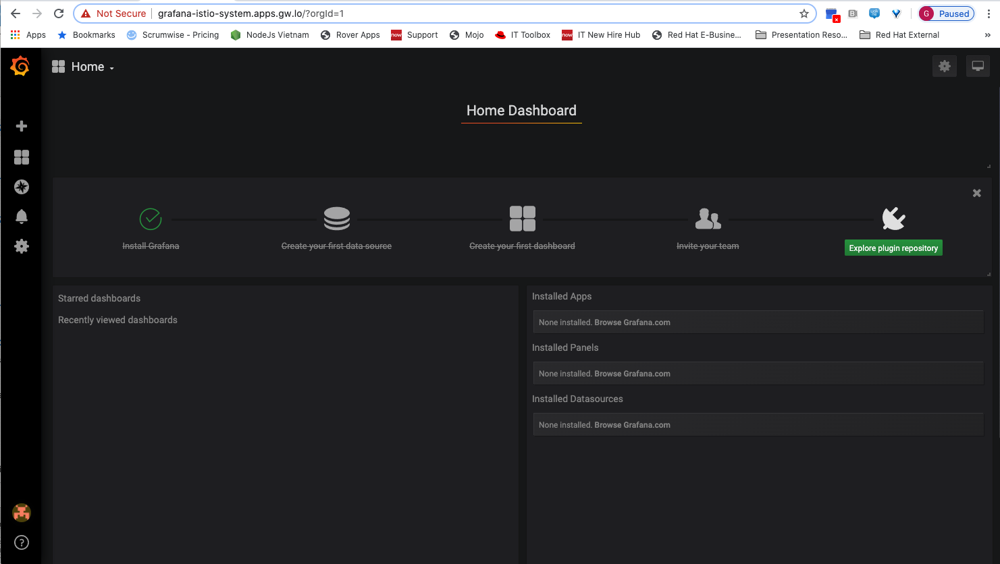 Not Secure | grafana-istio-system.apps.gw.lo/?orgId=1
G Paused
Apps Bookmarks Scrumwise - Pricing NodeJs Vietnam Rover Apps now Support Mojo IT Toolbox now IT New Hire Hub Red Hat E-Busine... Presentation Reso... Red Hat External »
Home
Home Dashboard
Install Grafana
Create your first data source
Create your first dashboard
Invite your team
Explore plugin repository
Starred dashboards
Recently viewed dashboards
Installed Apps
None installed. Browse Grafana.com
Installed Panels
None installed. Browse Grafana.com
Installed Datasources
None installed. Browse Grafana.com